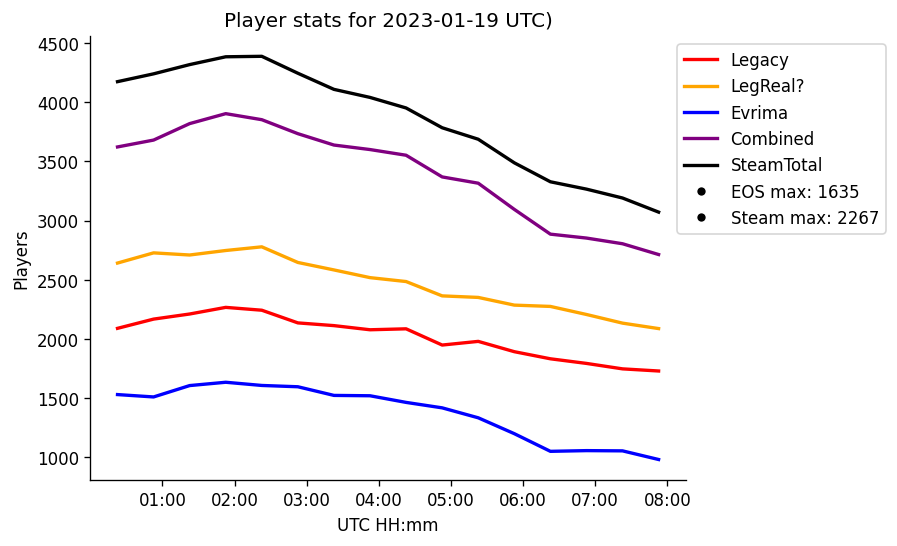 Player stats for 2023-01-19 UTC)
4500
4000
3500
3000
2500
2000
1500
1000
Players
01:00 02:00 03:00 04:00 05:00 06:00 07:00 08:00
UTC HH:mm
Legacy
LegReal?
Evrima
Combined
SteamTotal
EOS max: 1635
Steam max: 2267